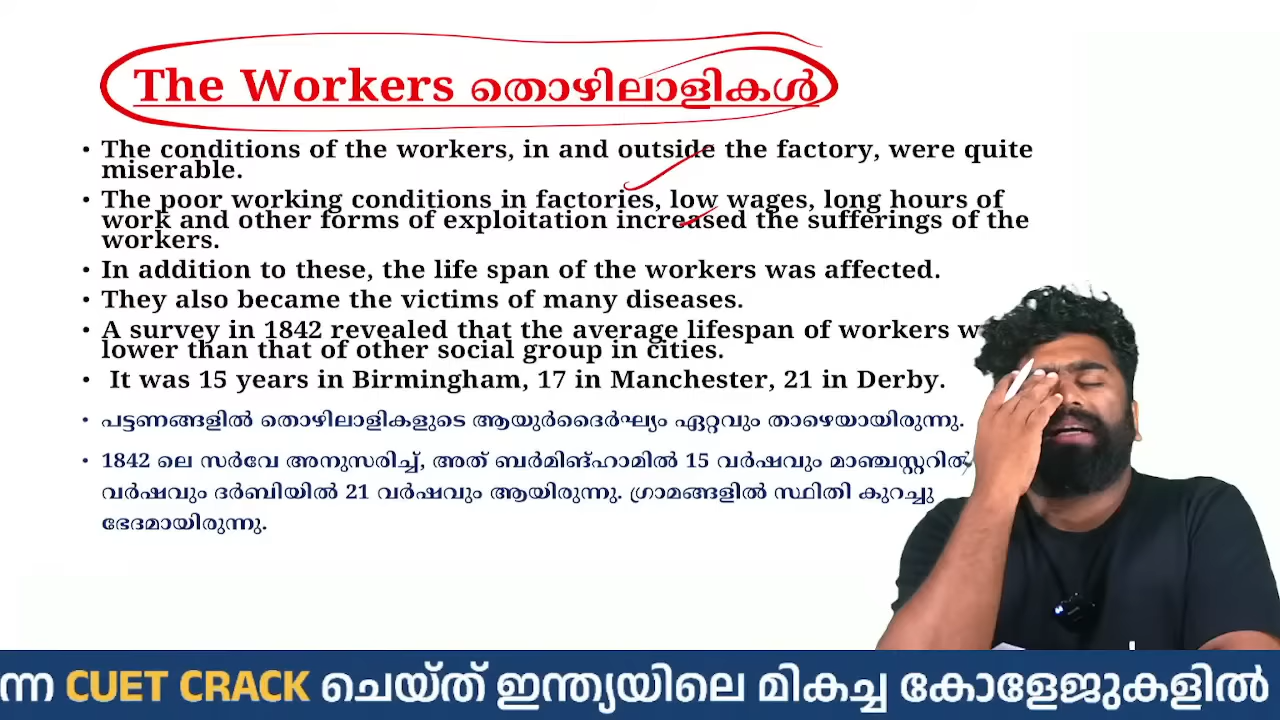 The Workers തൊഴിലാളികൾ
• The conditions of the workers, in and outside the factory, were quite
miserable.
• The poor working conditions in factories, low wages, long hours of
work and other forms of exploitation increased the sufferings of the
workers.
• In addition to these, the life span of the workers was affected.
• They also became the victims of many diseases.
• A survey in 1842 revealed that the average lifespan of workers
lower than that of other social group in cities.
• It was 15 years in Birmingham, 17 in Manchester, 21 in Derby.
• പട്ടണങ്ങളിൽ തൊഴിലാളികളുടെ ആയുർദൈർഘ്യം ഏറ്റവും താഴെയായിരുന്നു.
• 1842 ലെ സർവേ അനുസരിച്ച്, അത് ബർമിങ്ഹാമിൽ 15 വർഷവും മാഞ്ചസ്റ്ററിൽ
വർഷവും ദർബിയിൽ 21 വർഷവും ആയിരുന്നു. ഗ്രാമങ്ങളിൽ സ്ഥിതി കുറച്ചു
ഭേദമായിരുന്നു.
ന്ന CUET CRACK ചെയ്ത് ഇന്ത്യയിലെ മികച്ച കോളേജുകളിൽ